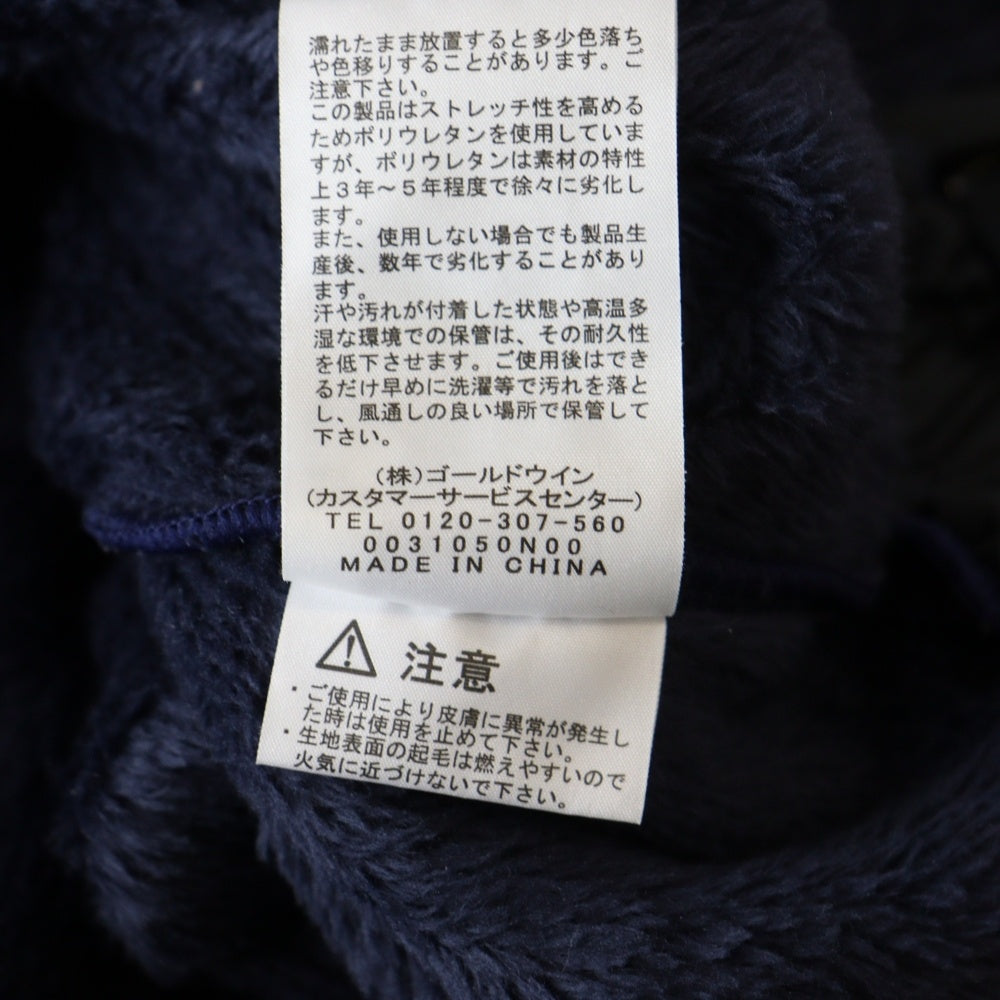 濡れたまま放置すると多少色落ち
や色移りすることがあります。ご
注意下さい。
この製品はストレッチ性を高める
ためポリウレタンを使用していま
すが、ポリウレタンは素材の特性
上3年～5年程度で徐々に劣化し
ます。
また、使用しない場合でも製品生
産後、数年で劣化することがあり
ます。
汗や汚れが付着した状態や高温多
湿な環境での保管は、その耐久性
を低下させます。ご使用後はでき
るだけ早めに洗濯等で汚れを落と
し、風通しの良い場所で保管して
下さい。
(株)ゴールドウイン
(カスタマーサービスセンター)
TEL 0120-307-560
0031050N00
MADE IN CHINA
注意
・ご使用により皮膚に異常が発生し
た時は使用を止めて下さい。
・生地表面の起毛は燃えやすいので
火気に近づけないで下さい。